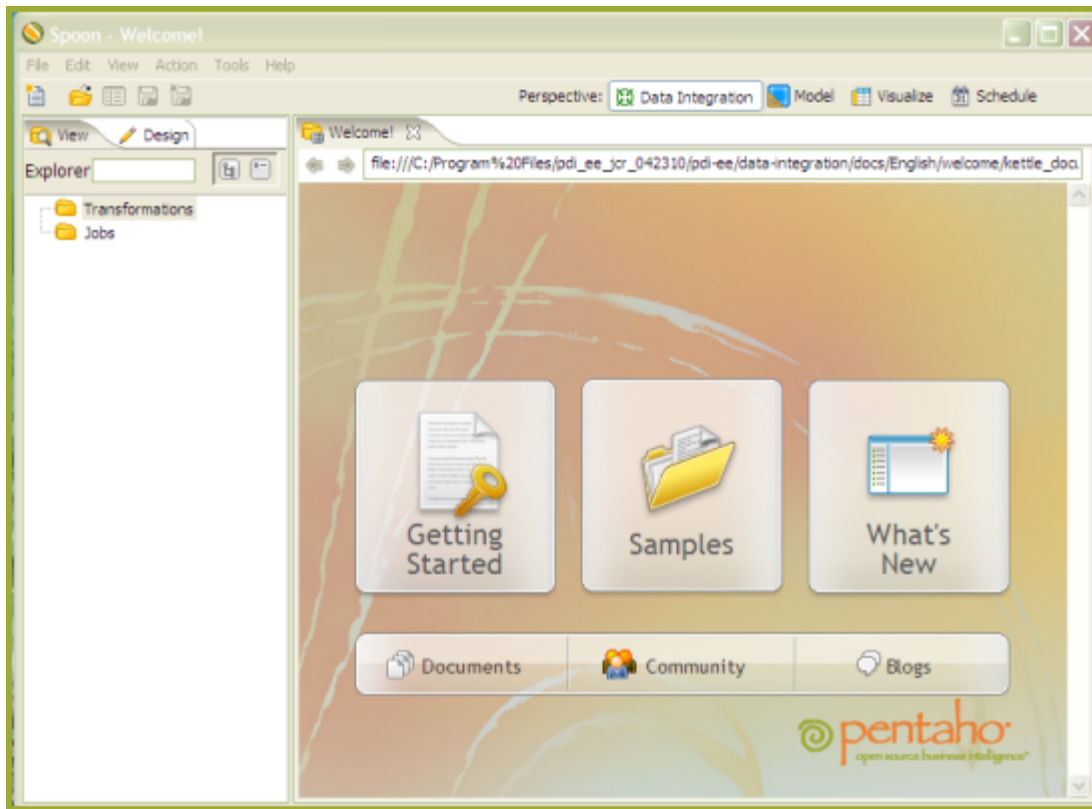 Spoon - Welcome!
File Edit View Action Tools Help
Perspective: Data Integration Model Visualize Schedule
View Design
Welcome!
Explorer
file:///C:/Program%20Files/pdi_ee_jcr_042310/pdi-ee/data-integration/docs/English/welcome/kettle_docu
Transformations
Jobs
Getting
Started
Samples
What's
New
Documents Community Blogs
pentaho
open source business intelligence™